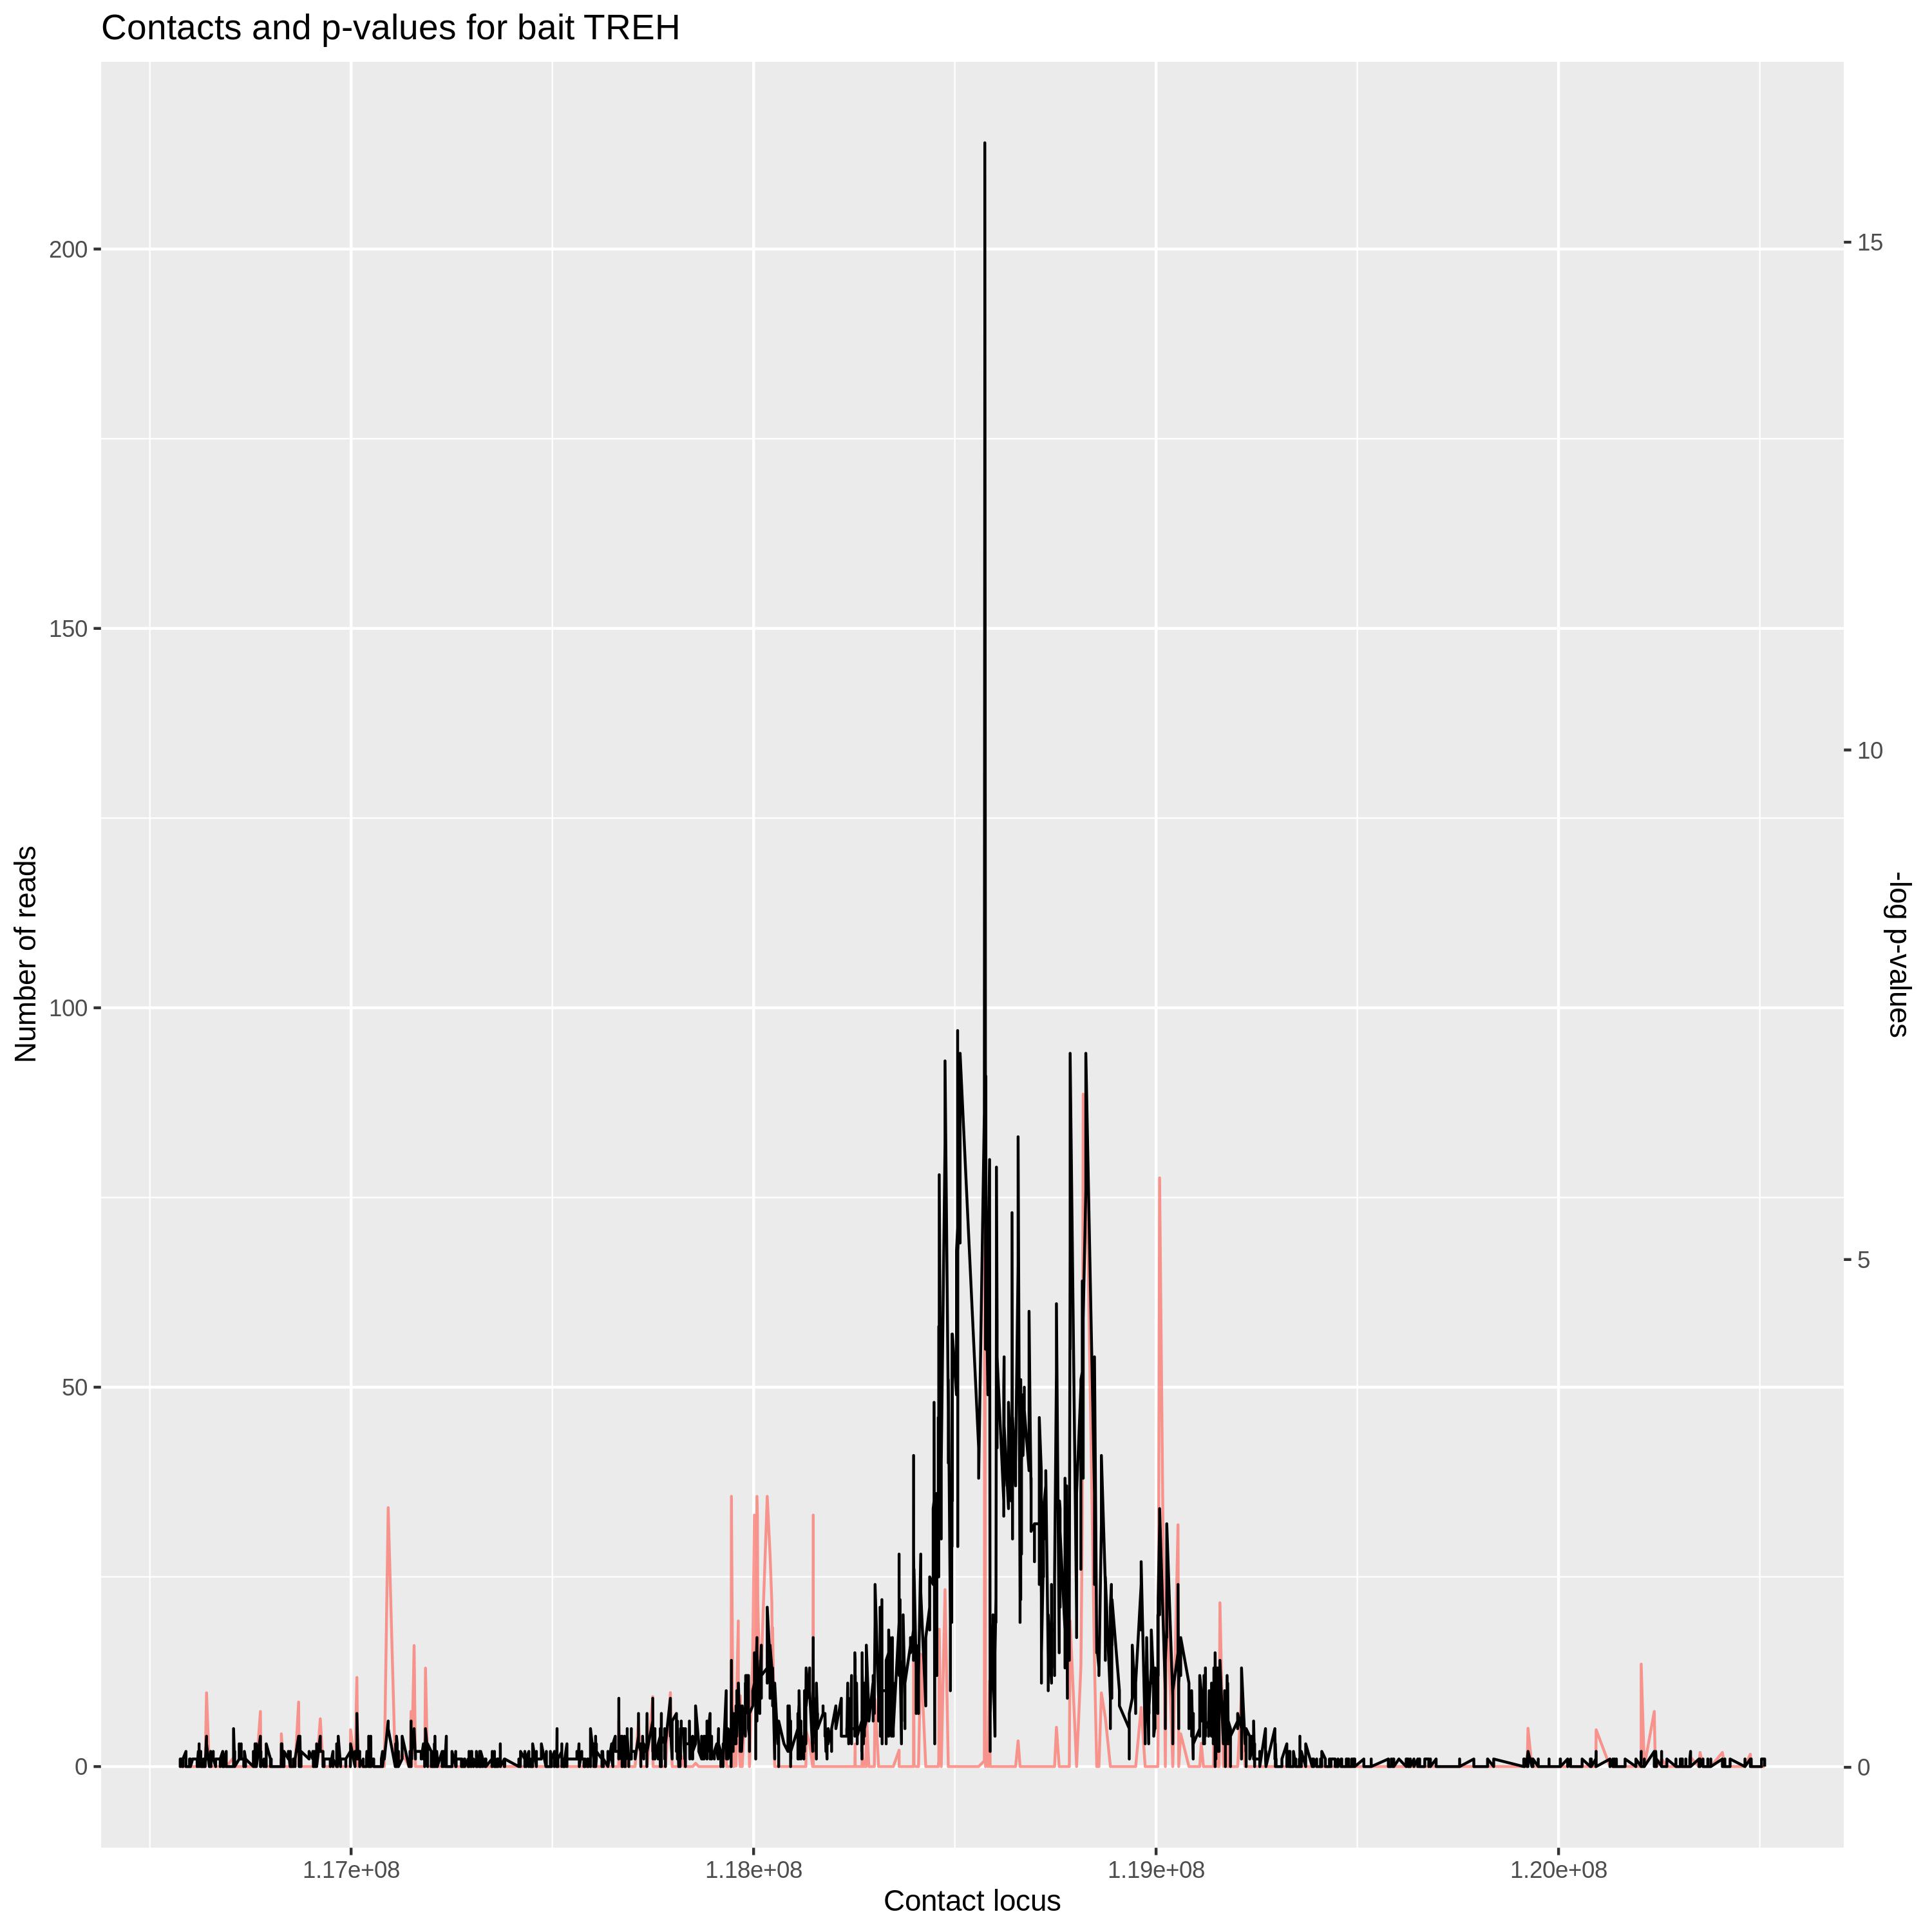 Contacts and p-values for bait TREH
Number of reads
200
150
100
50
0
15
10
5
0
-log p-values
1.17e+08
1.18e+08
1.19e+08
1.20e+08
Contact locus